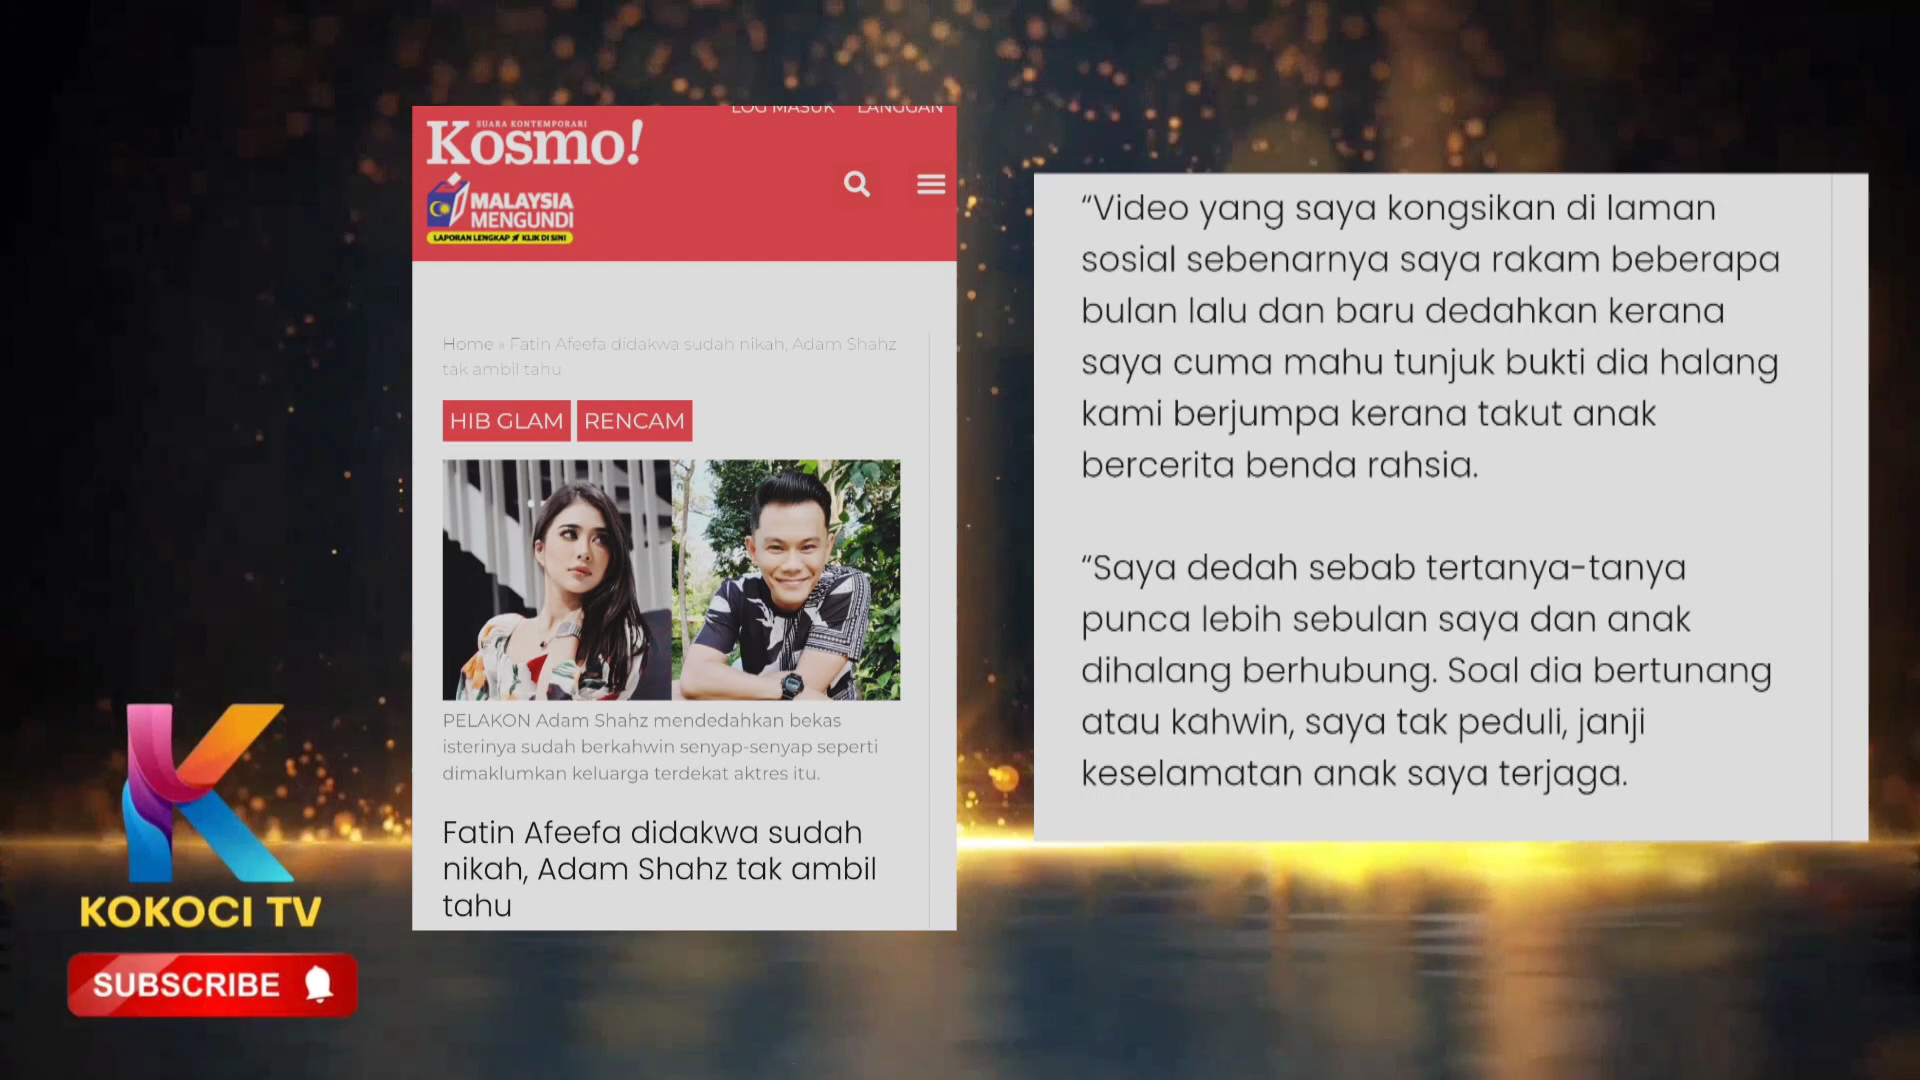 LOG MASUK LANGGAN
SUARA KONTEMPORARI
Kosmo!
MALAYSIA
MENGUNDI
LAPORAN LENGKAP KLIK DI SINI
Home » Fatin Afeefa didakwa sudah nikah, Adam Shahz
tak ambil tahu
HIB GLAM RENCAM
PELAKON Adam Shahz mendedahkan bekas
isterinya sudah berkahwin senyap-senyap seperti
dimaklumkan keluarga terdekat aktres itu.
Fatin Afeefa didakwa sudah
nikah, Adam Shahz tak ambil
tahu
“Video yang saya kongsikan di laman
sosial sebenarnya saya rakam beberapa
bulan lalu dan baru dedahkan kerana
saya cuma mahu tunjuk bukti dia halang
kami berjumpa kerana takut anak
bercerita benda rahsia.
“Saya dedah sebab tertanya-tanya
punca lebih sebulan saya dan anak
dihalang berhubung. Soal dia bertunang
atau kahwin, saya tak peduli, janji
keselamatan anak saya terjaga.
KOKOCI TV
SUBSCRIBE